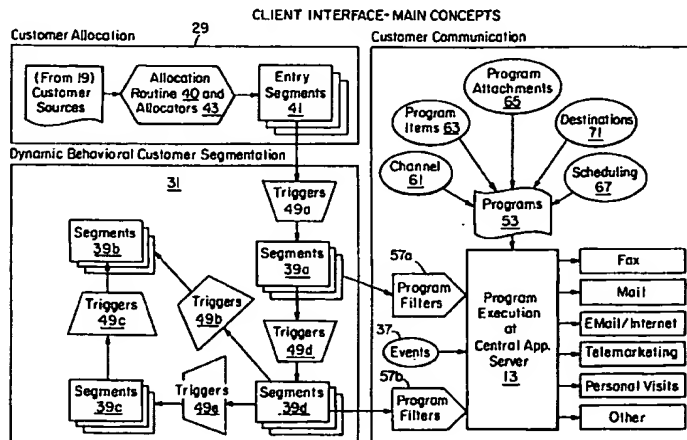 CLIENT INTERFACE-MAIN CONCEPTS
Customer Allocation
29
(From 19)
Customer
Sources
Allocation
Routine 40 and
Allocators 43
Entry
Segments
41
Dynamic Behavioral Customer Segmentation
31
Triggers
49a
Segments
39b
Segments
39a
Triggers
49c
Triggers
49b
Triggers
49d
Segments
39c
Triggers
49e
Segments
39d
Customer Communication
Program
Attachments
65
Program
Items 63
Destinations
71
Channel
61
Scheduling
67
Programs
53
57a
Program
Filters
37
Events
57b
Program
Filters
Program
Execution
at
Central App.
Server
13
Fax
Mail
EMail/Internet
Telemarketing
Personal Visits
Other